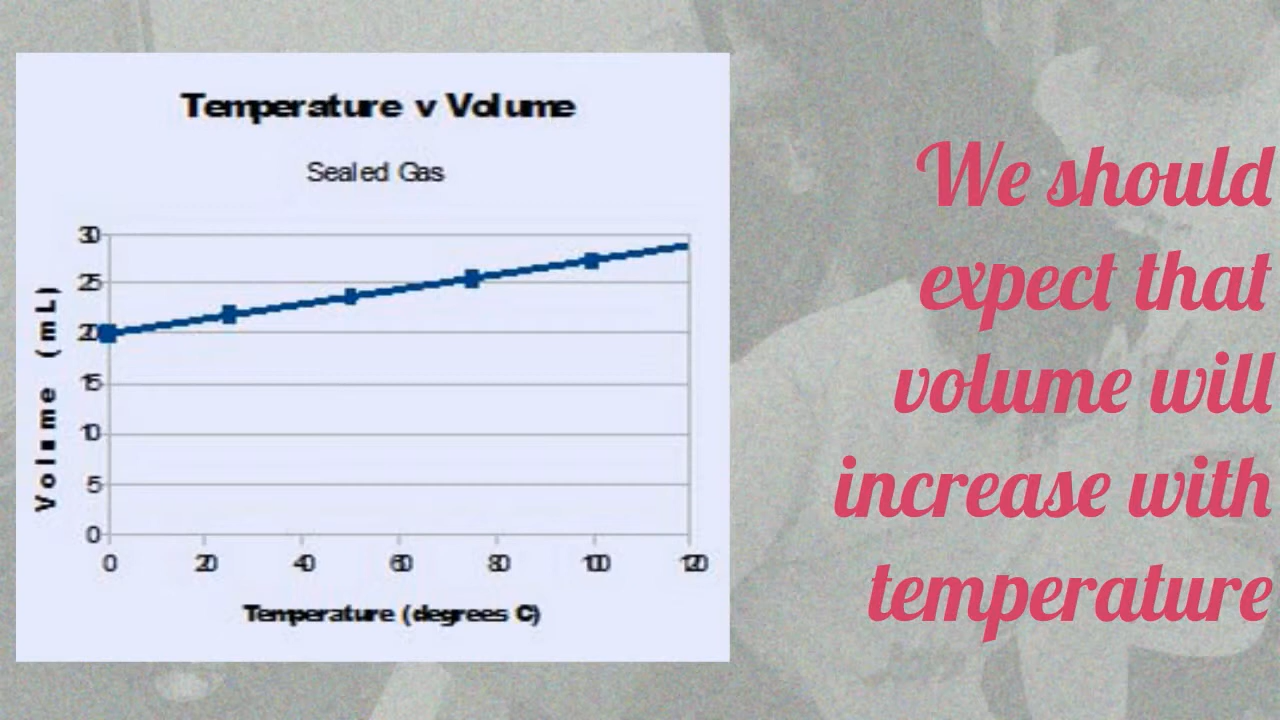 Temperature v Volume
Sealed Gas
30
25
20
15
10
5
0
Volume (mL)
0 20 40 60 80 100 120
Temperature (degrees C)
We should
expect that
volume will
increase with
temperature